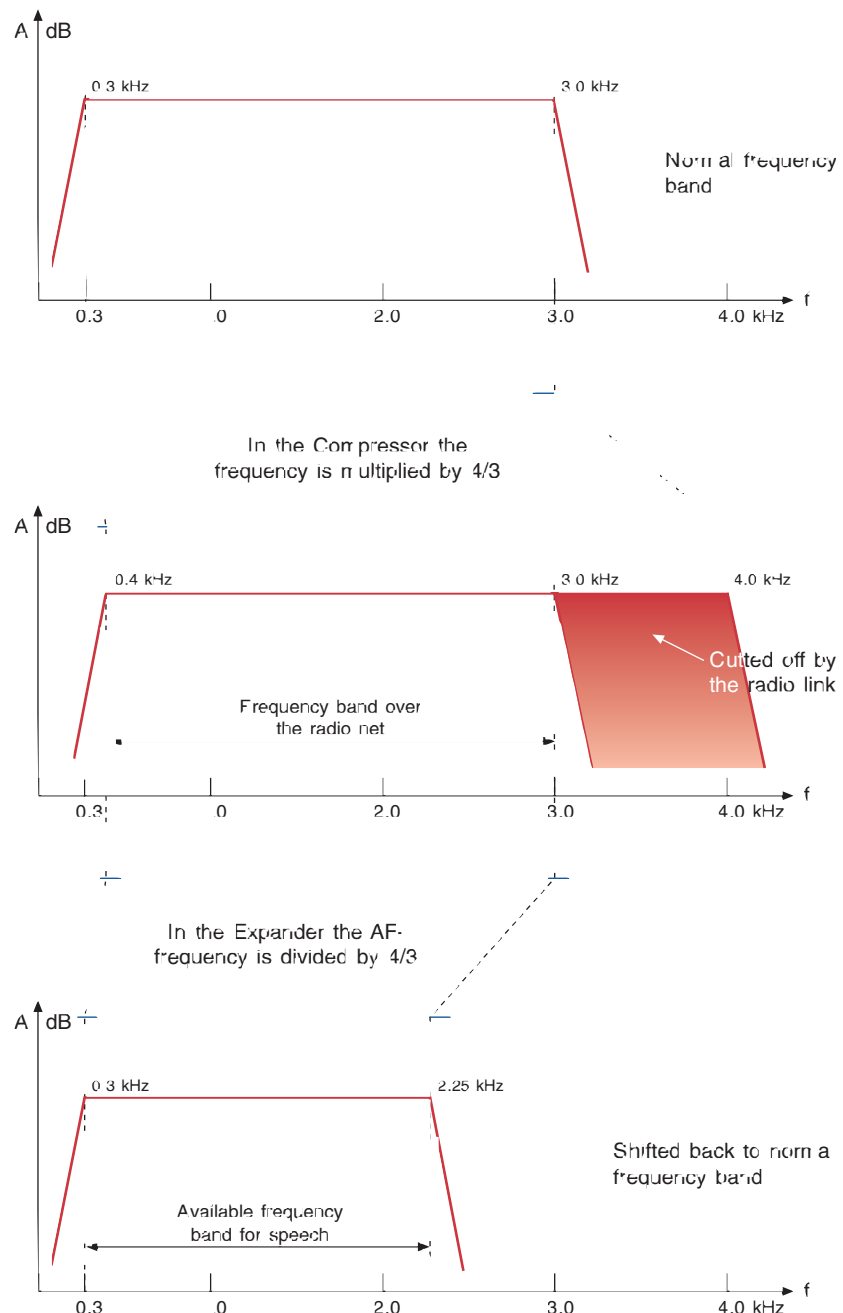 A dB
0.3 kHz
3.0 kHz
Normal frequency
band
f
0.3 .0 2.0 3.0 4.0 kHz
In the Compressor the
frequency is multiplied by 4/3
A dB
0.4 kHz
3.0 kHz
4.0 kHz
Cutted off by
the radio link
Frequency band over
the radio net
f
0.3 .0 2.0 3.0 4.0 kHz
In the Expander the AF-
frequency is divided by 4/3
A dB
0.3 kHz
2.25 kHz
Shifted back to norma
frequency band
Available frequency
band for speech
f
0.3 .0 2.0 3.0 4.0 kHz